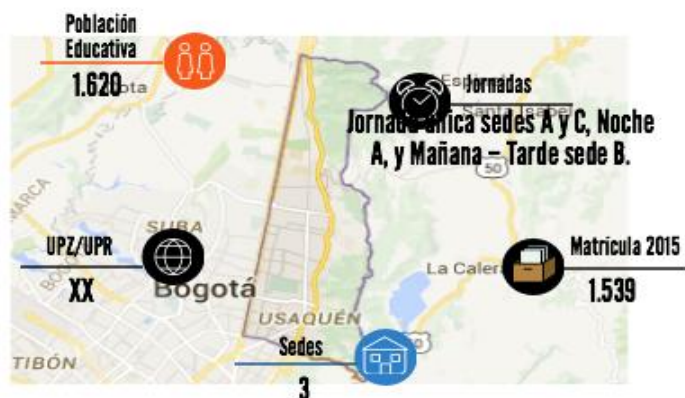 Población
Educativa
1.620
Jornadas
Jornada única sedes A y C, Noche
A, y Mañana – Tarde sede B.
50
SUBA
UPZ/UPR
XX
Bogotá
La Calera
Matricula 2015
1.539
USAQUÉN
Sedes
3
TIBÓN